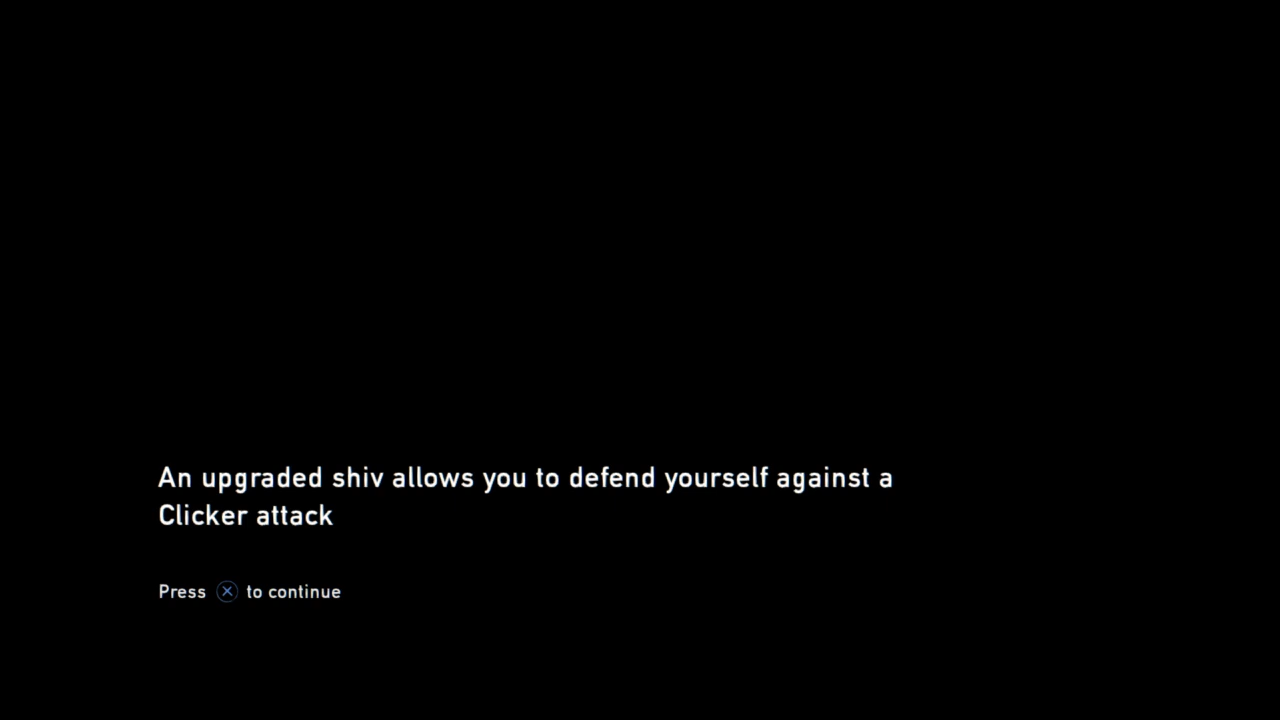 An upgraded shiv allows you to defend yourself against a
Clicker attack
Press ⓧ to continue